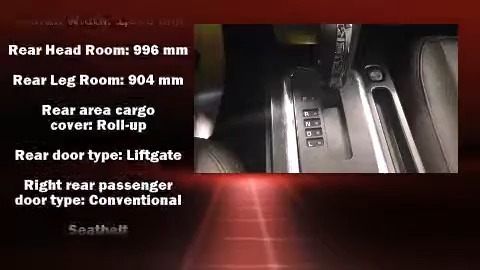 Rear Head Room: 996 mm
Rear Leg Room: 904 mm
Rear area cargo
cover: Roll-up
Rear door type: Liftgate
Right rear passenger
door type: Conventional
Seatbelt
R
N
D
L